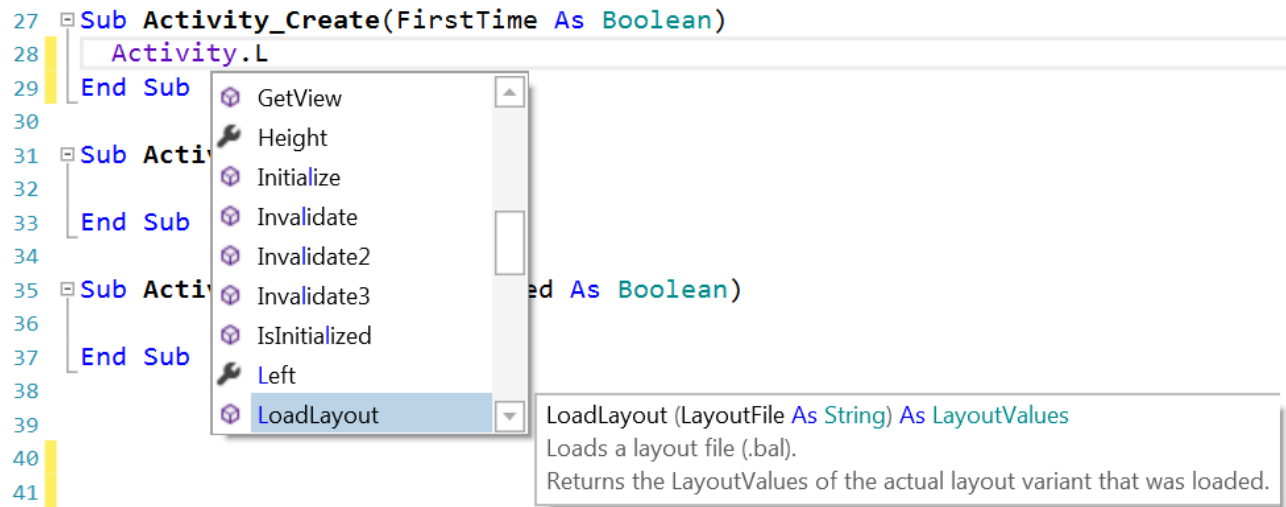 27 Sub Activity_Create(FirstTime As Boolean)
28 Activity.L
29 End Sub
GetView
30
Height
31 Sub Activ
Initialize
32
Invalidate
33 End Sub
Invalidate2
34
35 Sub Activ ed As Boolean)
Invalidate3
36
IsInitialized
37 End Sub
Left
38
LoadLayout
LoadLayout (LayoutFile As String) As LayoutValues
39
Loads a layout file (.bal).
40
Returns the LayoutValues of the actual layout variant that was loaded.
41